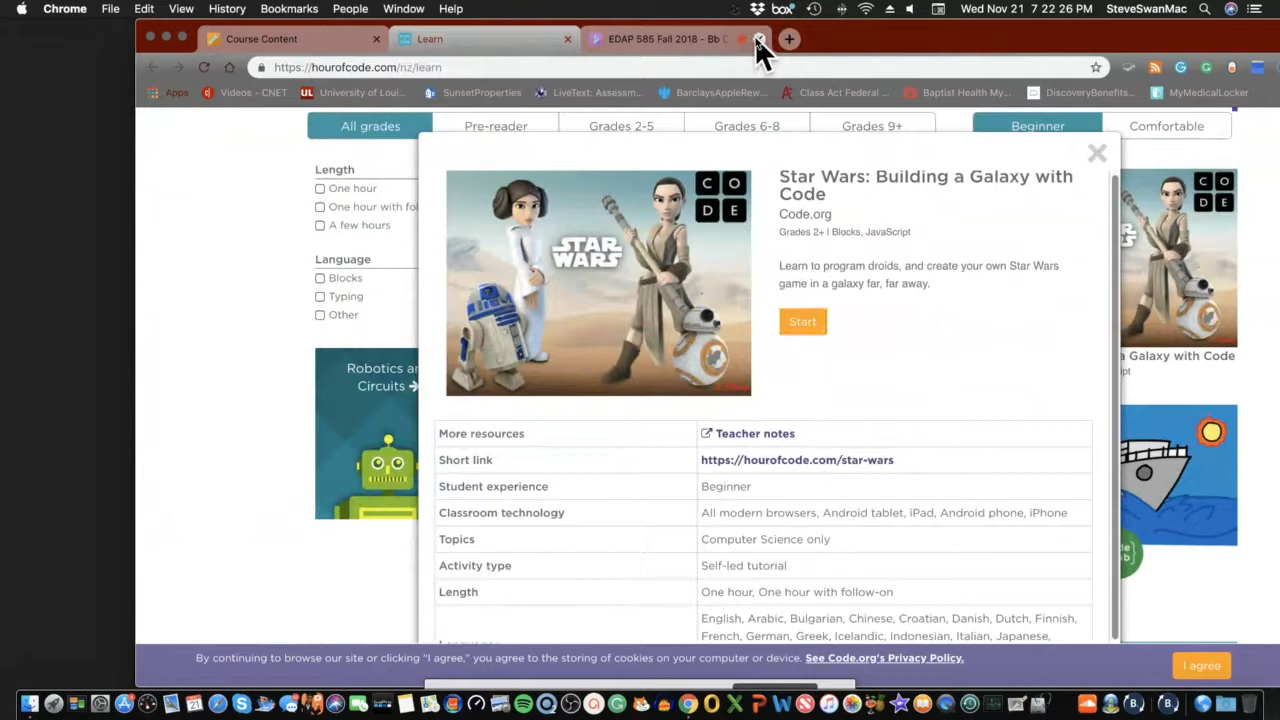 Chrome File Edit View History Bookmarks People Window Help
box
Wed Nov 21 7 22 26 PM SteveSwanMac
Course Content
Learn
EDAP 585 Fall 2018 - Bb C
https://hourofcode.com/nz/learn
Apps
Videos - CNET
UL University of Loui...
SunsetProperties
LiveText: Assessm...
BarclaysAppleRew...
Class Act Federal ...
Baptist Health My...
DiscoveryBenefits...
MyMedicalLocker
All grades
Pre-reader
Grades 2-5
Grades 6-8
Grades 9+
Beginner
Comfortable
Length
One hour
One hour with fol
A few hours
Language
Blocks
Typing
Other
Robotics an
Circuits
STAR
WARS
C O
D E
Disney
Star Wars: Building a Galaxy with
Code
Code.org
Grades 2+ | Blocks, JavaScript
Learn to program droids, and create your own Star Wars
game in a galaxy far, far away.
Start
More resources Teacher notes
Short link https://hourofcode.com/star-wars
Student experience Beginner
Classroom technology All modern browsers, Android tablet, iPad, Android phone, iPhone
Topics Computer Science only
Activity type Self-led tutorial
Length One hour, One hour with follow-on
English, Arabic, Bulgarian, Chinese, Croatian, Danish, Dutch, Finnish,
French, German, Greek, Icelandic, Indonesian, Italian, Japanese,
C O
D E
a Galaxy with Code
ipt
By continuing to browse our site or clicking "I agree," you agree to the storing of cookies on your computer or device. See Code.org's Privacy Policy.
I agree